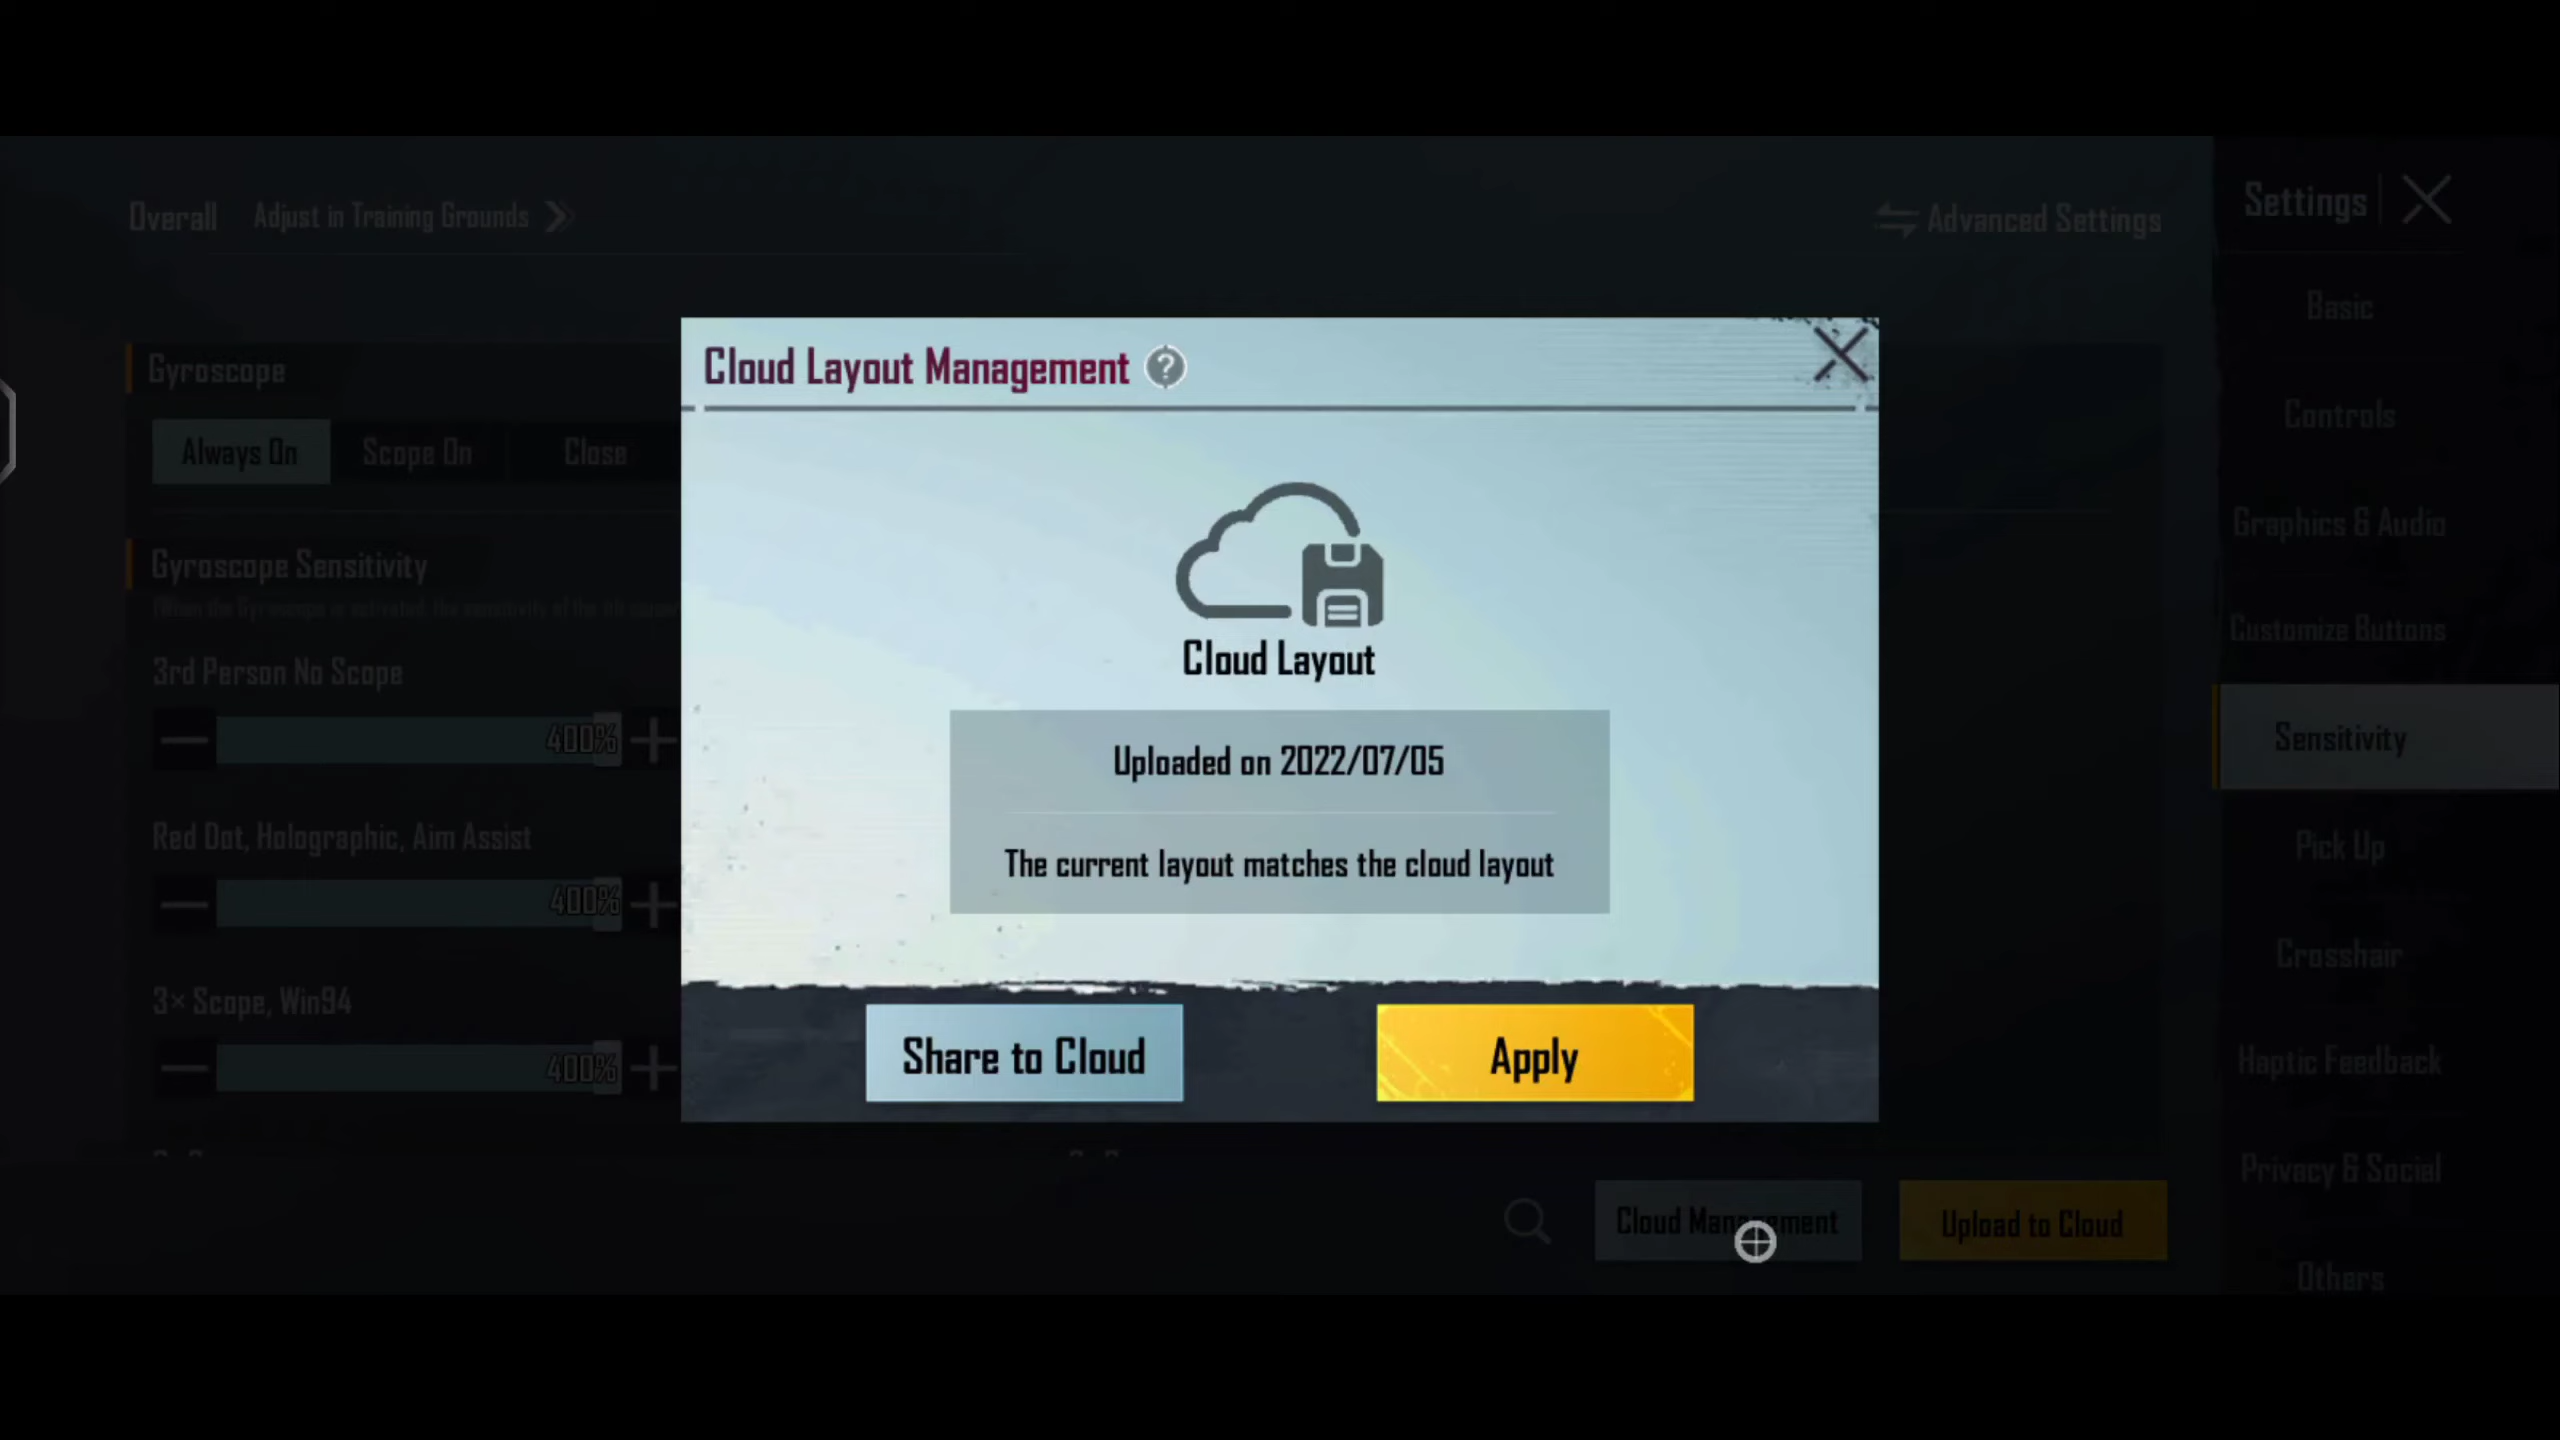 Overall
Adjust in Training Grounds
Advanced Settings
Settings
Basic
Controls
Graphics & Audio
Customize Buttons
Sensitivity
Pick Up
Crosshair
Haptic Feedback
Privacy & Social
Others
Gyroscope
Always On
Scope On
Close
Gyroscope Sensitivity
3rd Person No Scope
400%
Red Dot, Holographic, Aim Assist
400%
3× Scope, Win94
400%
Cloud Layout Management ?
Cloud Layout
Uploaded on 2022/07/05
The current layout matches the cloud layout
Share to Cloud
Apply
Cloud Management
Upload to Cloud